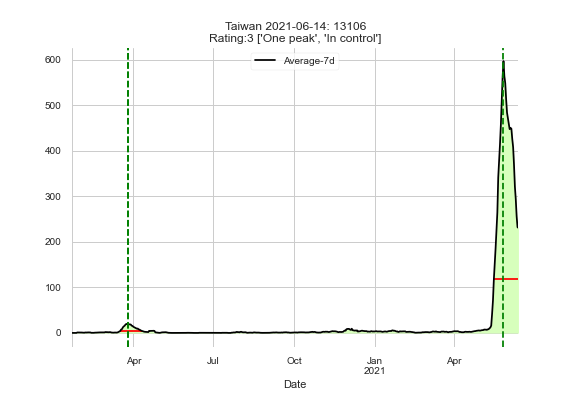 Taiwan 2021-06-14: 13106
Rating:3 ['One peak', 'In control']
Average-7d
600
500
400
300
200
100
0
Apr
Jul
Oct
Jan
2021
Apr
Date